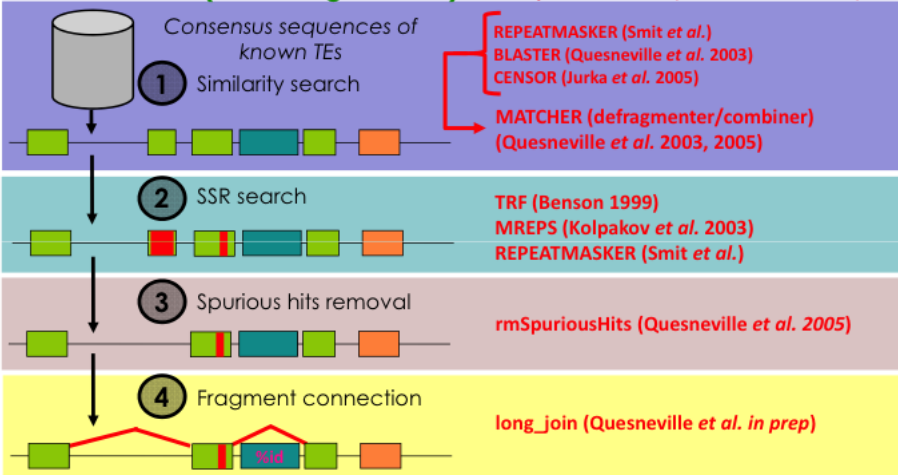 Consensus sequences of
known TEs
1 Similarity search
REPEATMASKER (Smit et al.)
BLASTER (Quesneville et al. 2003)
CENSOR (Jurka et al. 2005)
MATCHER (defragmenter/combiner)
(Quesneville et al. 2003, 2005)
2 SSR search
TRF (Benson 1999)
MREPS (Kolpakov et al. 2003)
REPEATMASKER (Smit et al.)
3 Spurious hits removal
rmSpuriousHits (Quesneville et al. 2005)
4 Fragment connection
long_join (Quesneville et al. in prep)
%id